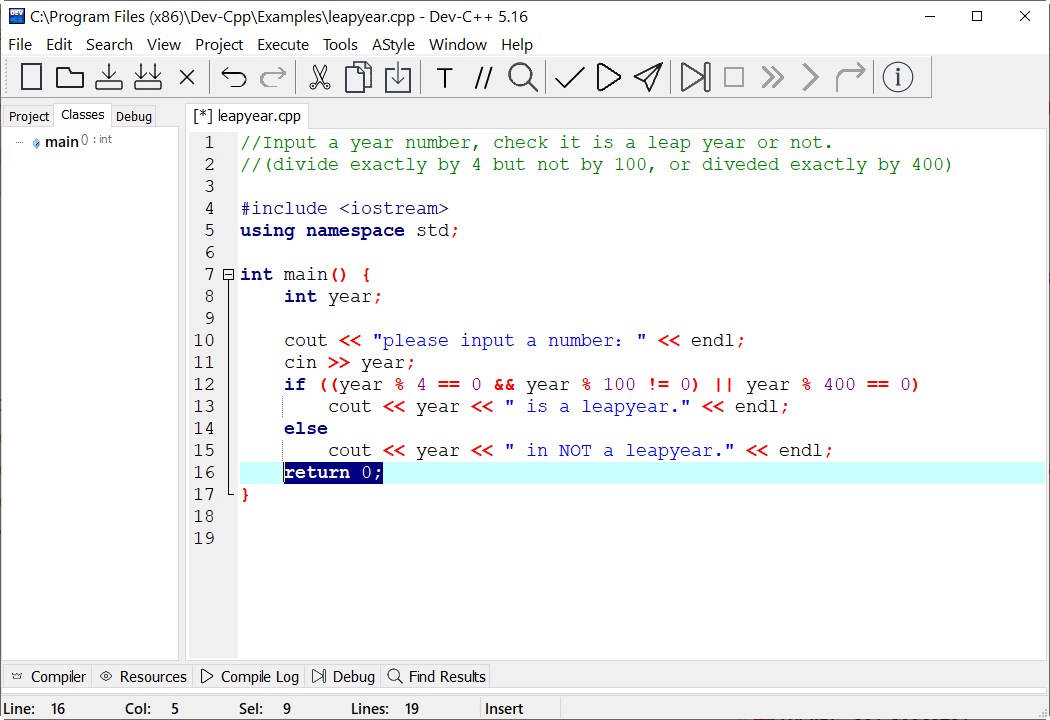 C:\Program Files (x86)\Dev-Cpp\Examples\leapyear.cpp - Dev-C++ 5.16
File Edit Search View Project Execute Tools AStyle Window Help
Project Classes Debug
main () : int
[*] leapyear.cpp
1 //Input a year number, check it is a leap year or not.
2 //(divide exactly by 4 but not by 100, or diveded exactly by 400)
3
4 #include <iostream>
5 using namespace std;
6
7 int main() {
8 int year;
9
10 cout << "please input a number: " << endl;
11 cin >> year;
12 if ((year % 4 == 0 && year % 100 != 0) || year % 400 == 0)
13 cout << year << " is a leapyear." << endl;
14 else
15 cout << year << " in NOT a leapyear." << endl;
16 return 0;
17 }
18
19
Compiler Resources Compile Log Debug Find Results
Line: 16 Col: 5 Sel: 9 Lines: 19 Insert